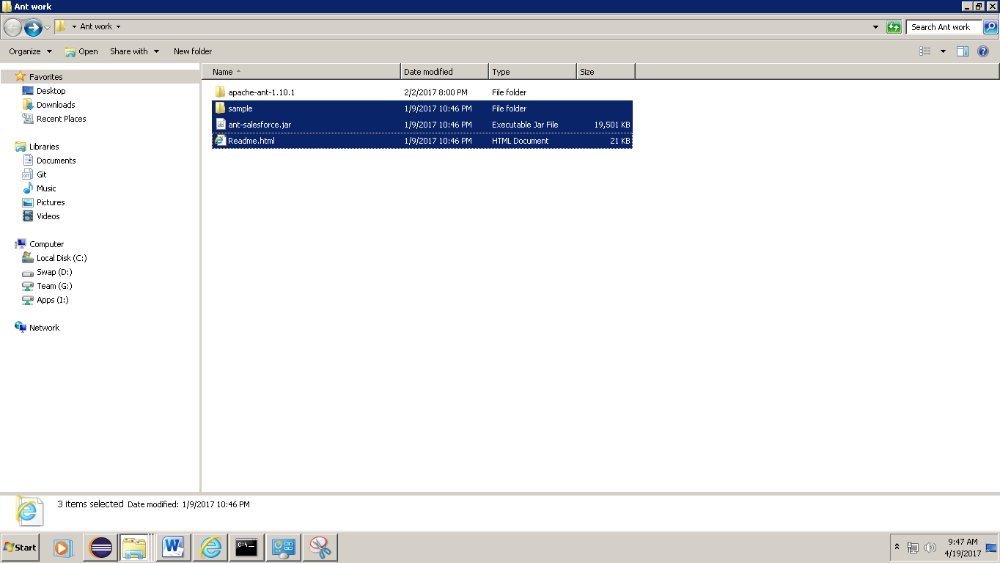 Ant work
Ant work
Search Ant work
Organize Open Share with New folder
Favorites
Desktop
Downloads
Recent Places
Libraries
Documents
GIT Git
Music
Pictures
Videos
Computer
Local Disk (C:)
Swap (D:)
Team (G:)
Apps (I:)
Network
Name Date modified Type Size
apache-ant-1.10.1 2/2/2017 8:00 PM File folder
sample 1/9/2017 10:46 PM File folder
ant-salesforce.jar 1/9/2017 10:46 PM Executable Jar File 19,501 KB
Readme.html 1/9/2017 10:46 PM HTML Document 21 KB
3 items selected Date modified: 1/9/2017 10:46 PM
Start
W
C:\
9:47 AM
4/19/2017